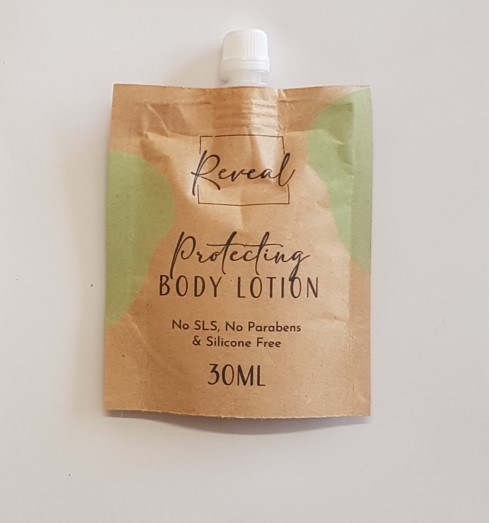 Reveal
Protecting
BODY LOTION
No SLS, No Parabens
& Silicone Free
30ML